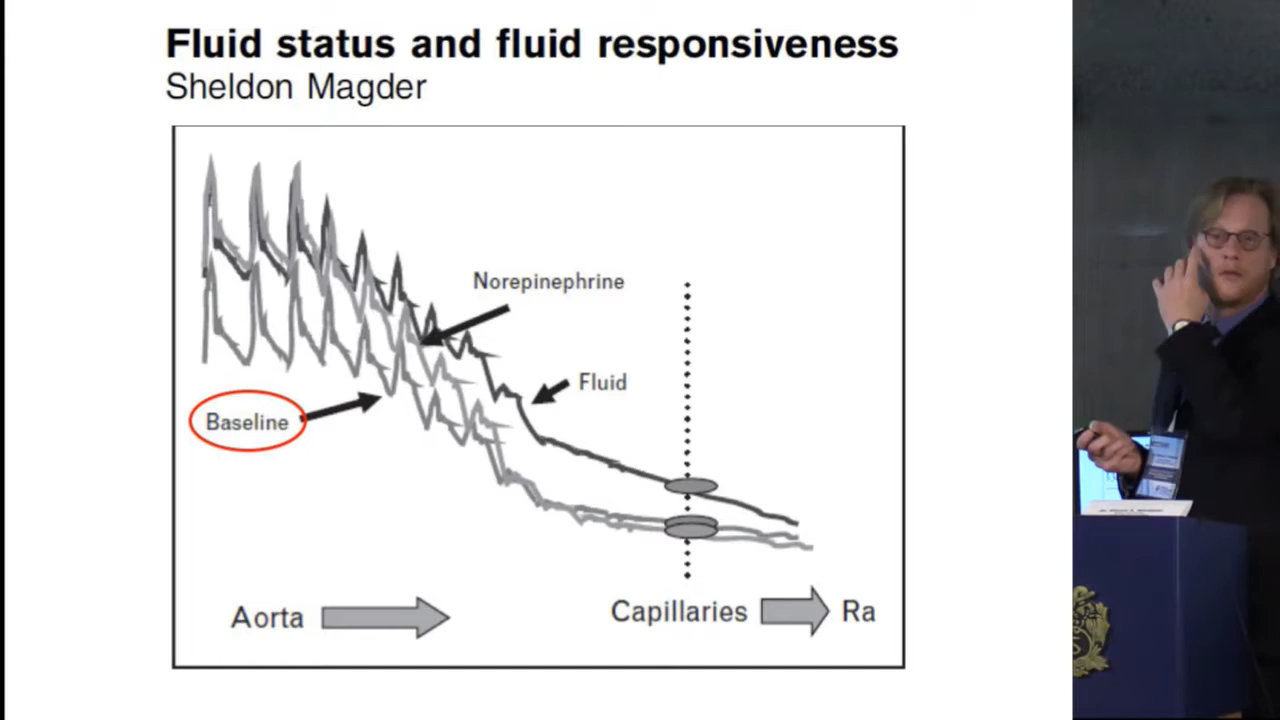 Fluid status and fluid responsiveness
Sheldon Magder
Norepinephrine
Fluid
Baseline
Aorta
Capillaries
Ra